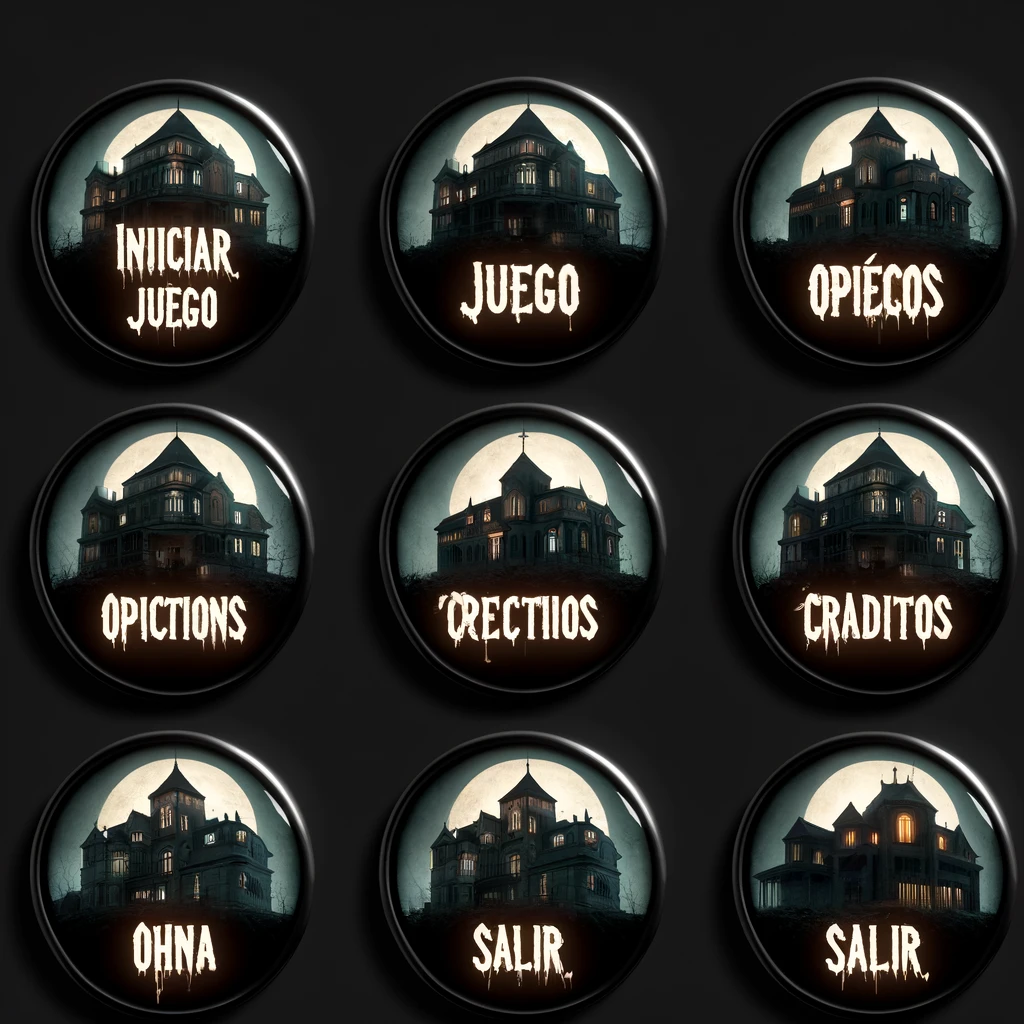 INIICIAR
JUEGO
JUEGO
OPIÉCOS
OPICTIONS
CRECTIIOS
CRADITOS
OHNA
SALIR
SALIR